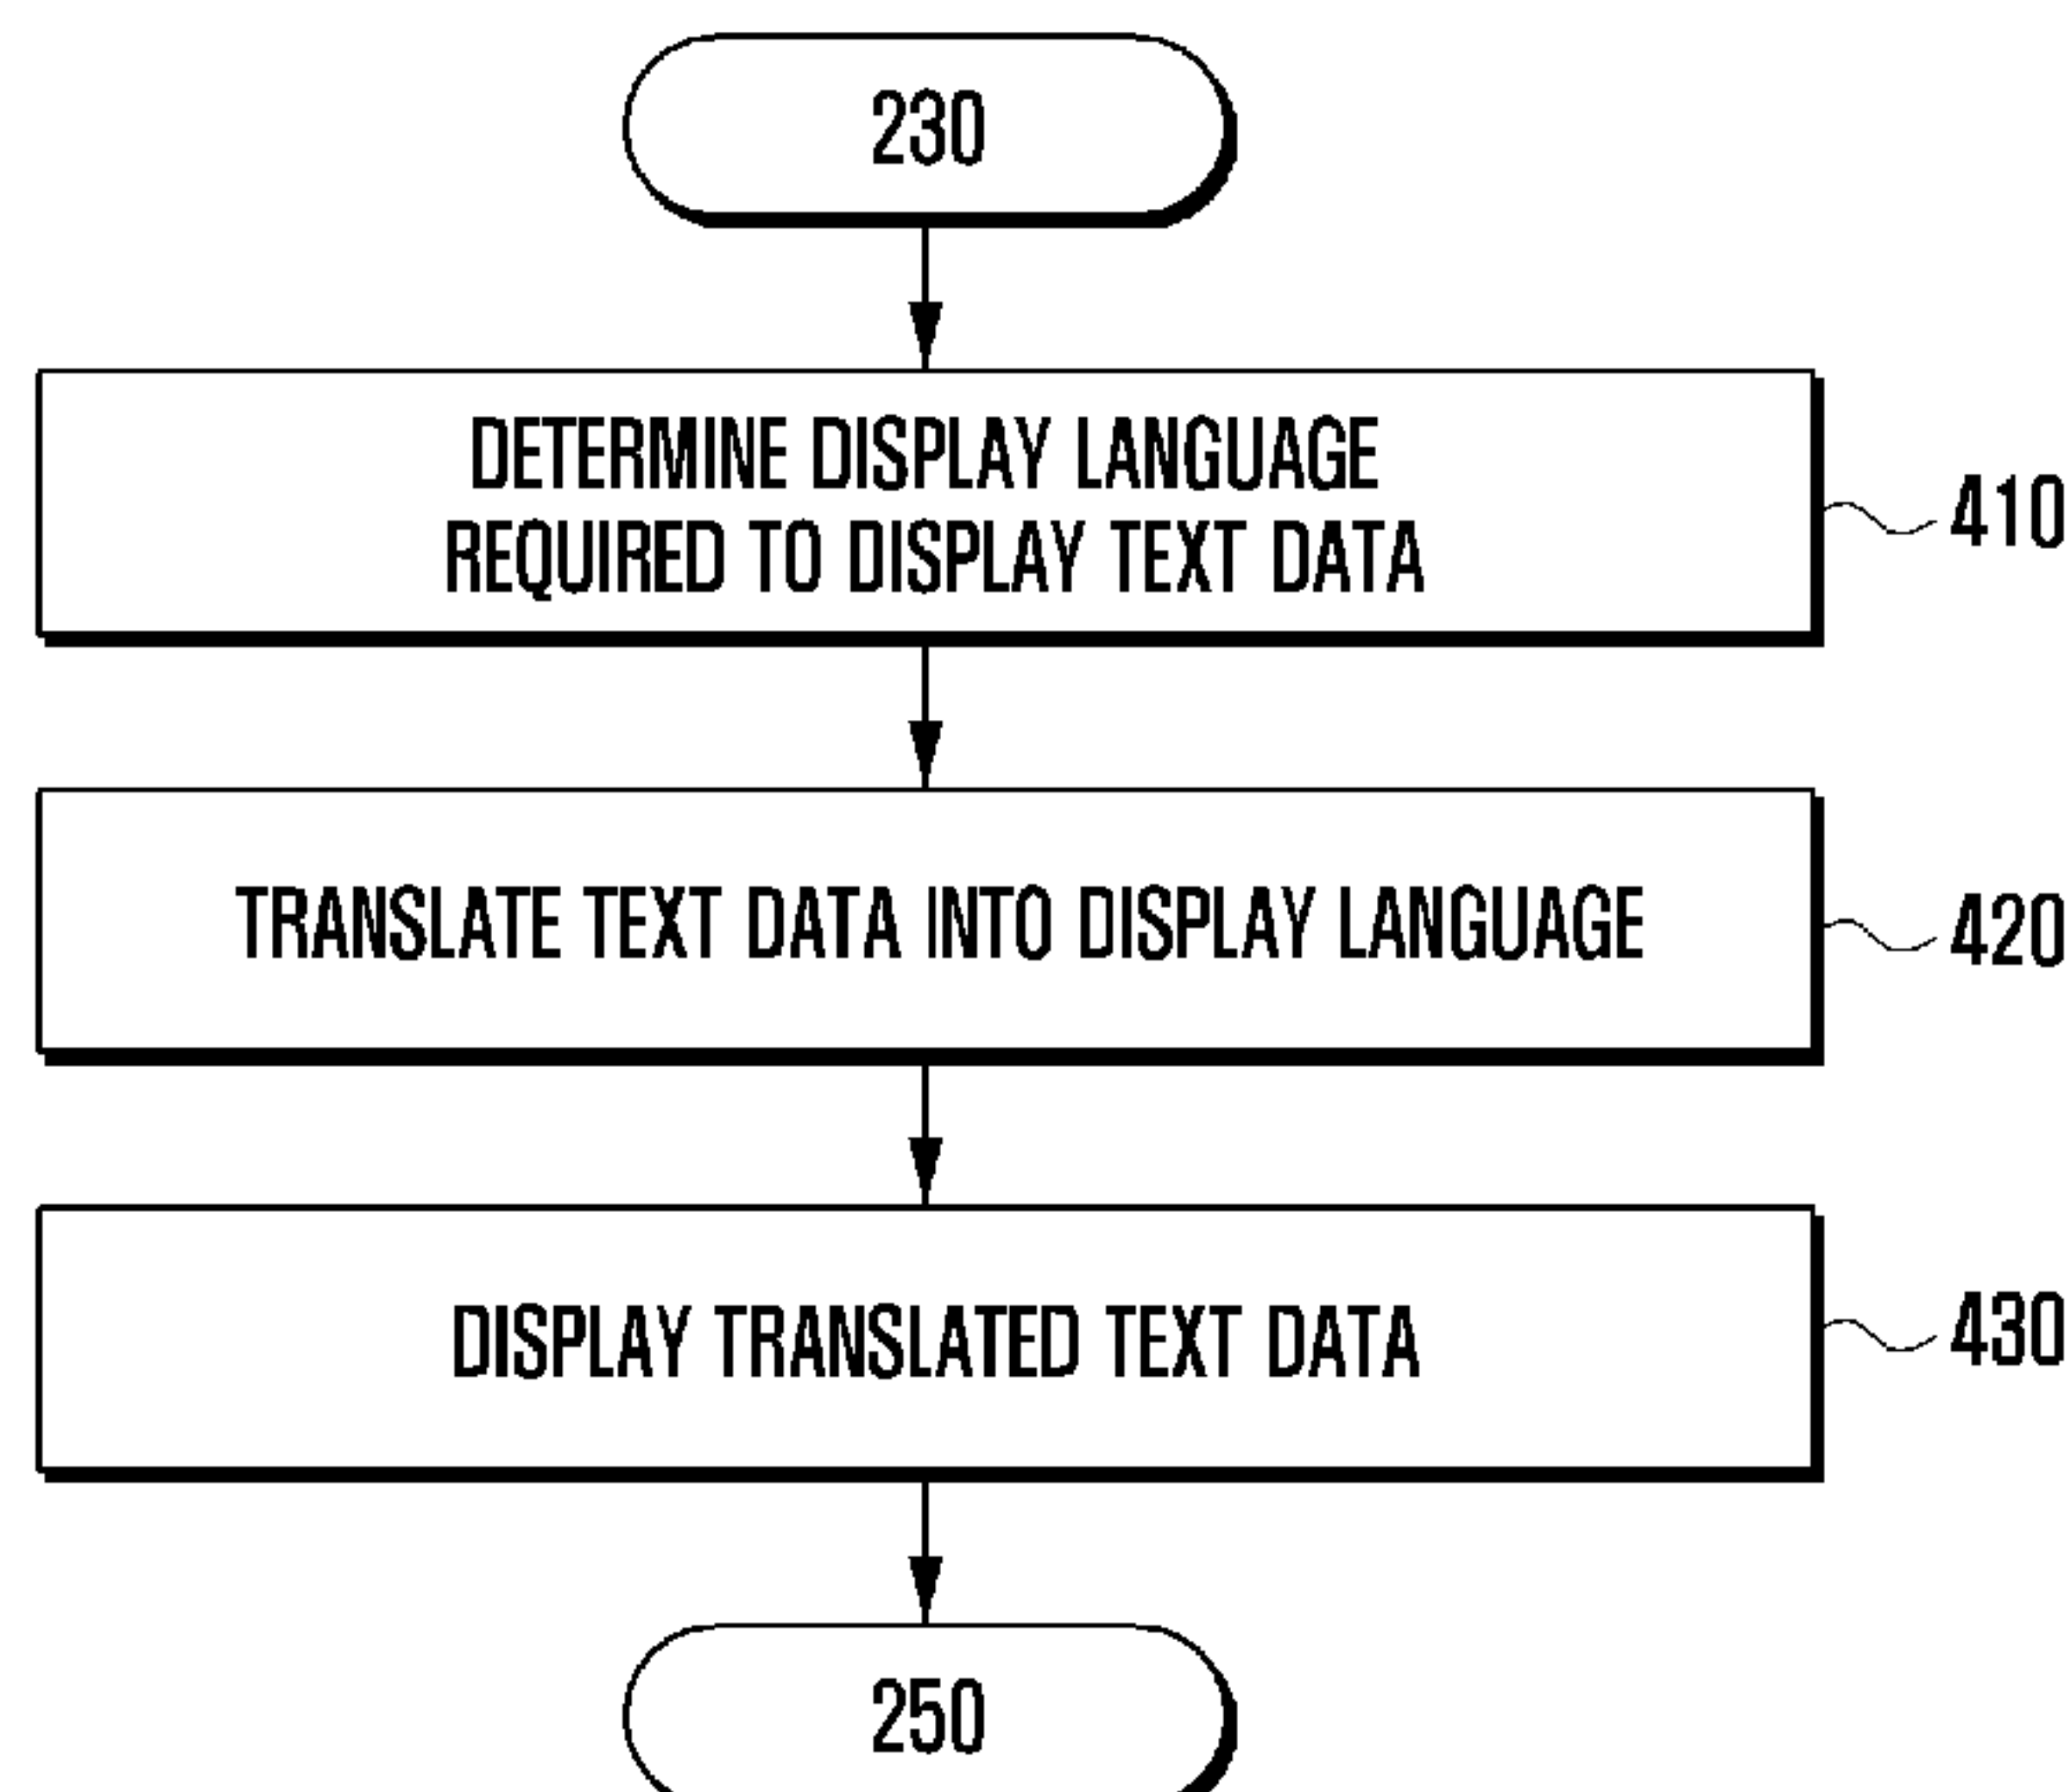 230
DETERMINE DISPLAY LANGUAGE
REQUIRED TO DISPLAY TEXT DATA
410
TRANSLATE TEXT DATA INTO DISPLAY LANGUAGE
420
DISPLAY TRANSLATED TEXT DATA
430
250